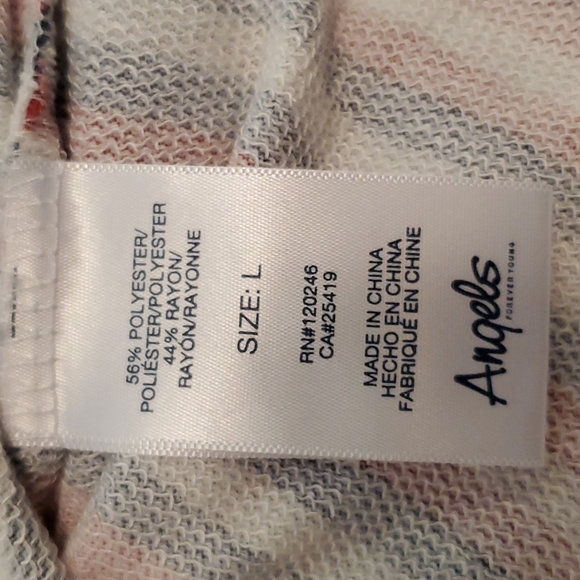 56% POLYESTER/
POLIÉSTER/POLYESTER
44% RAYON/
RAYÓN/RAYONNE
SIZE: L
RN#120246
CA#25419
MADE IN CHINA
HECHO EN CHINA
FABRIQUÉ EN CHINE
Angels
FOREVER YOUNG